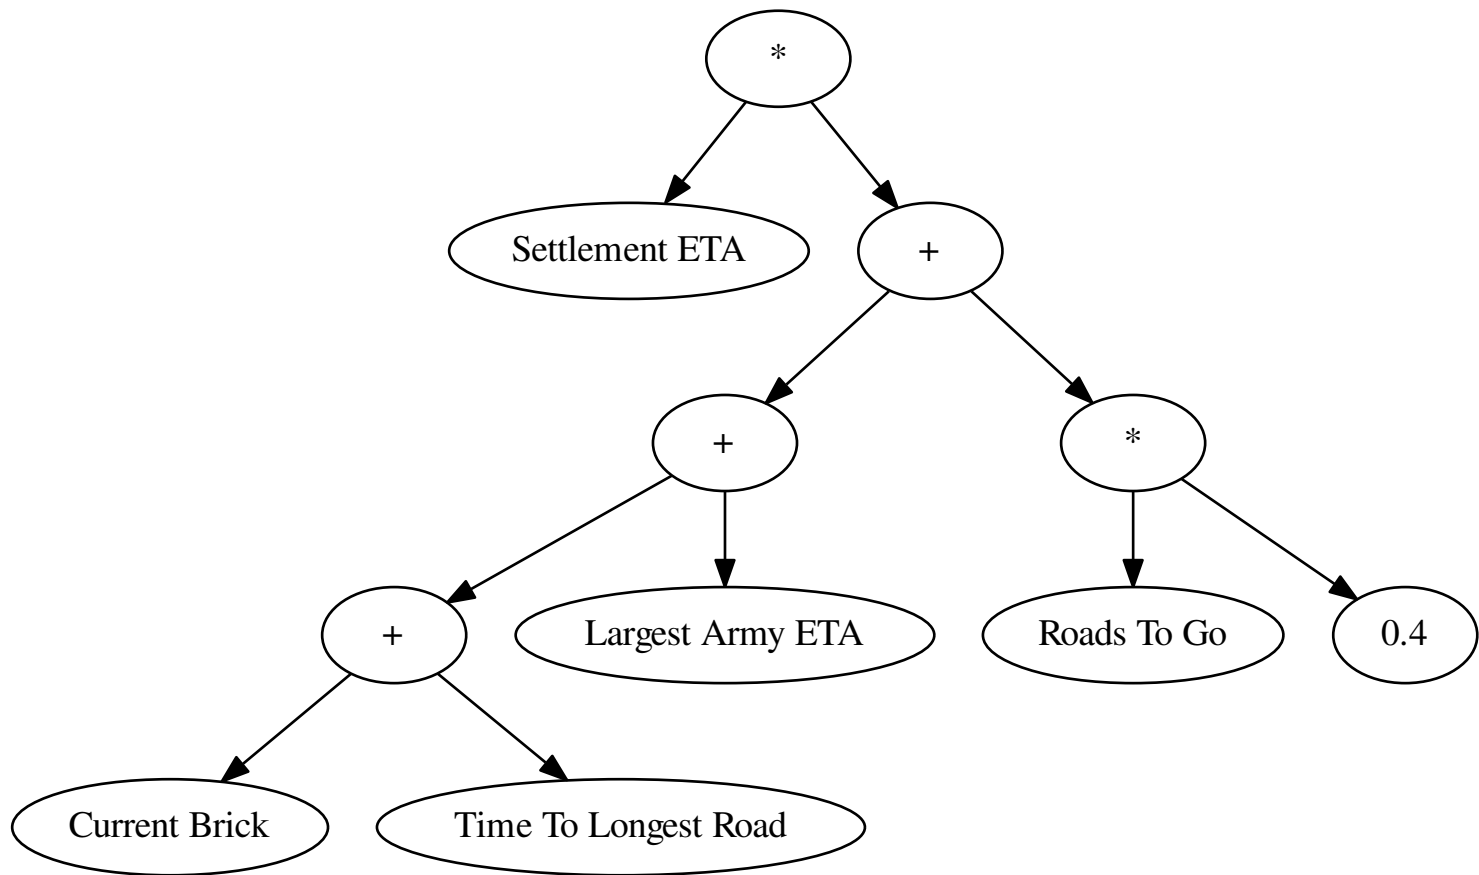 *
Settlement ETA
+
+
*
+
Largest Army ETA
Roads To Go
0.4
Current Brick
Time To Longest Road